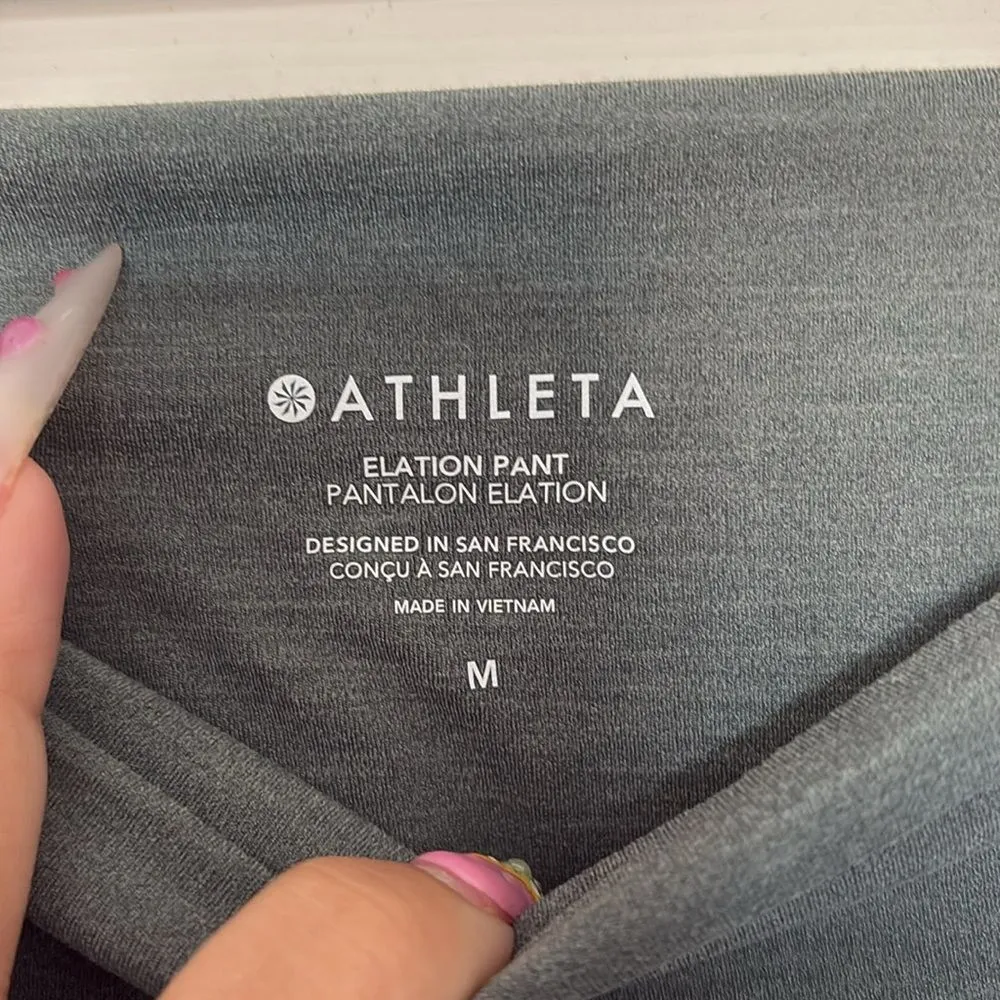 ATHLETA
ELATION PANT
PANTALON ELATION
DESIGNED IN SAN FRANCISCO
CONÇU À SAN FRANCISCO
MADE IN VIETNAM
M